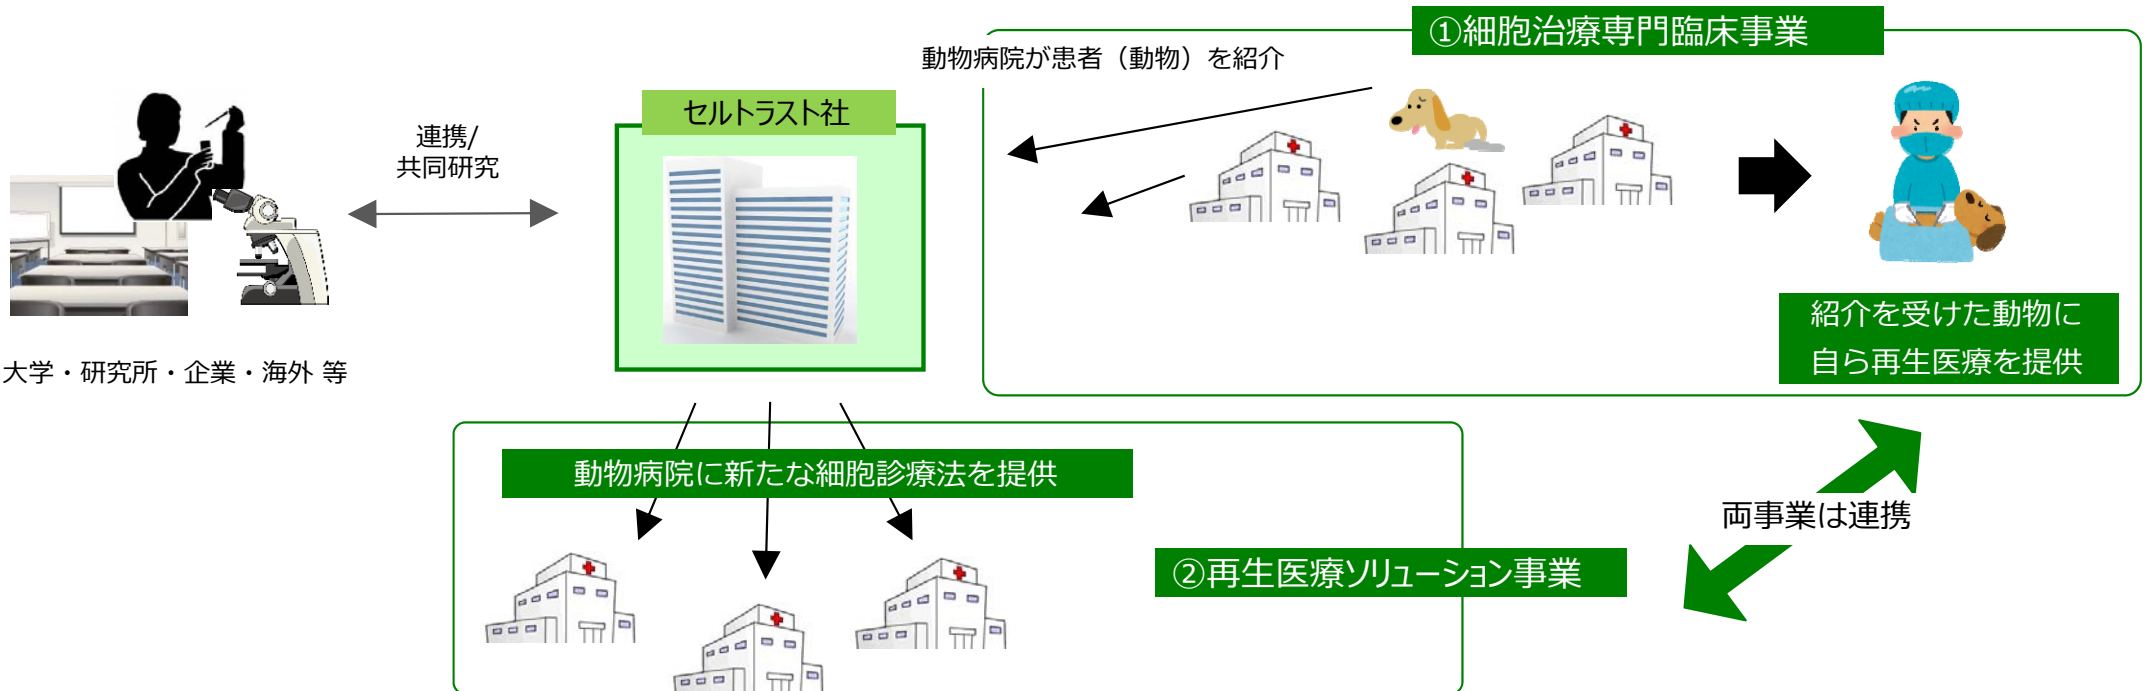 ①細胞治療専門臨床事業
動物病院が患者（動物）を紹介
セルトラスト社
連携/
共同研究
紹介を受けた動物に
自ら再生医療を提供
大学・研究所・企業・海外 等
動物病院に新たな細胞診療法を提供
両事業は連携
②再生医療ソリューション事業